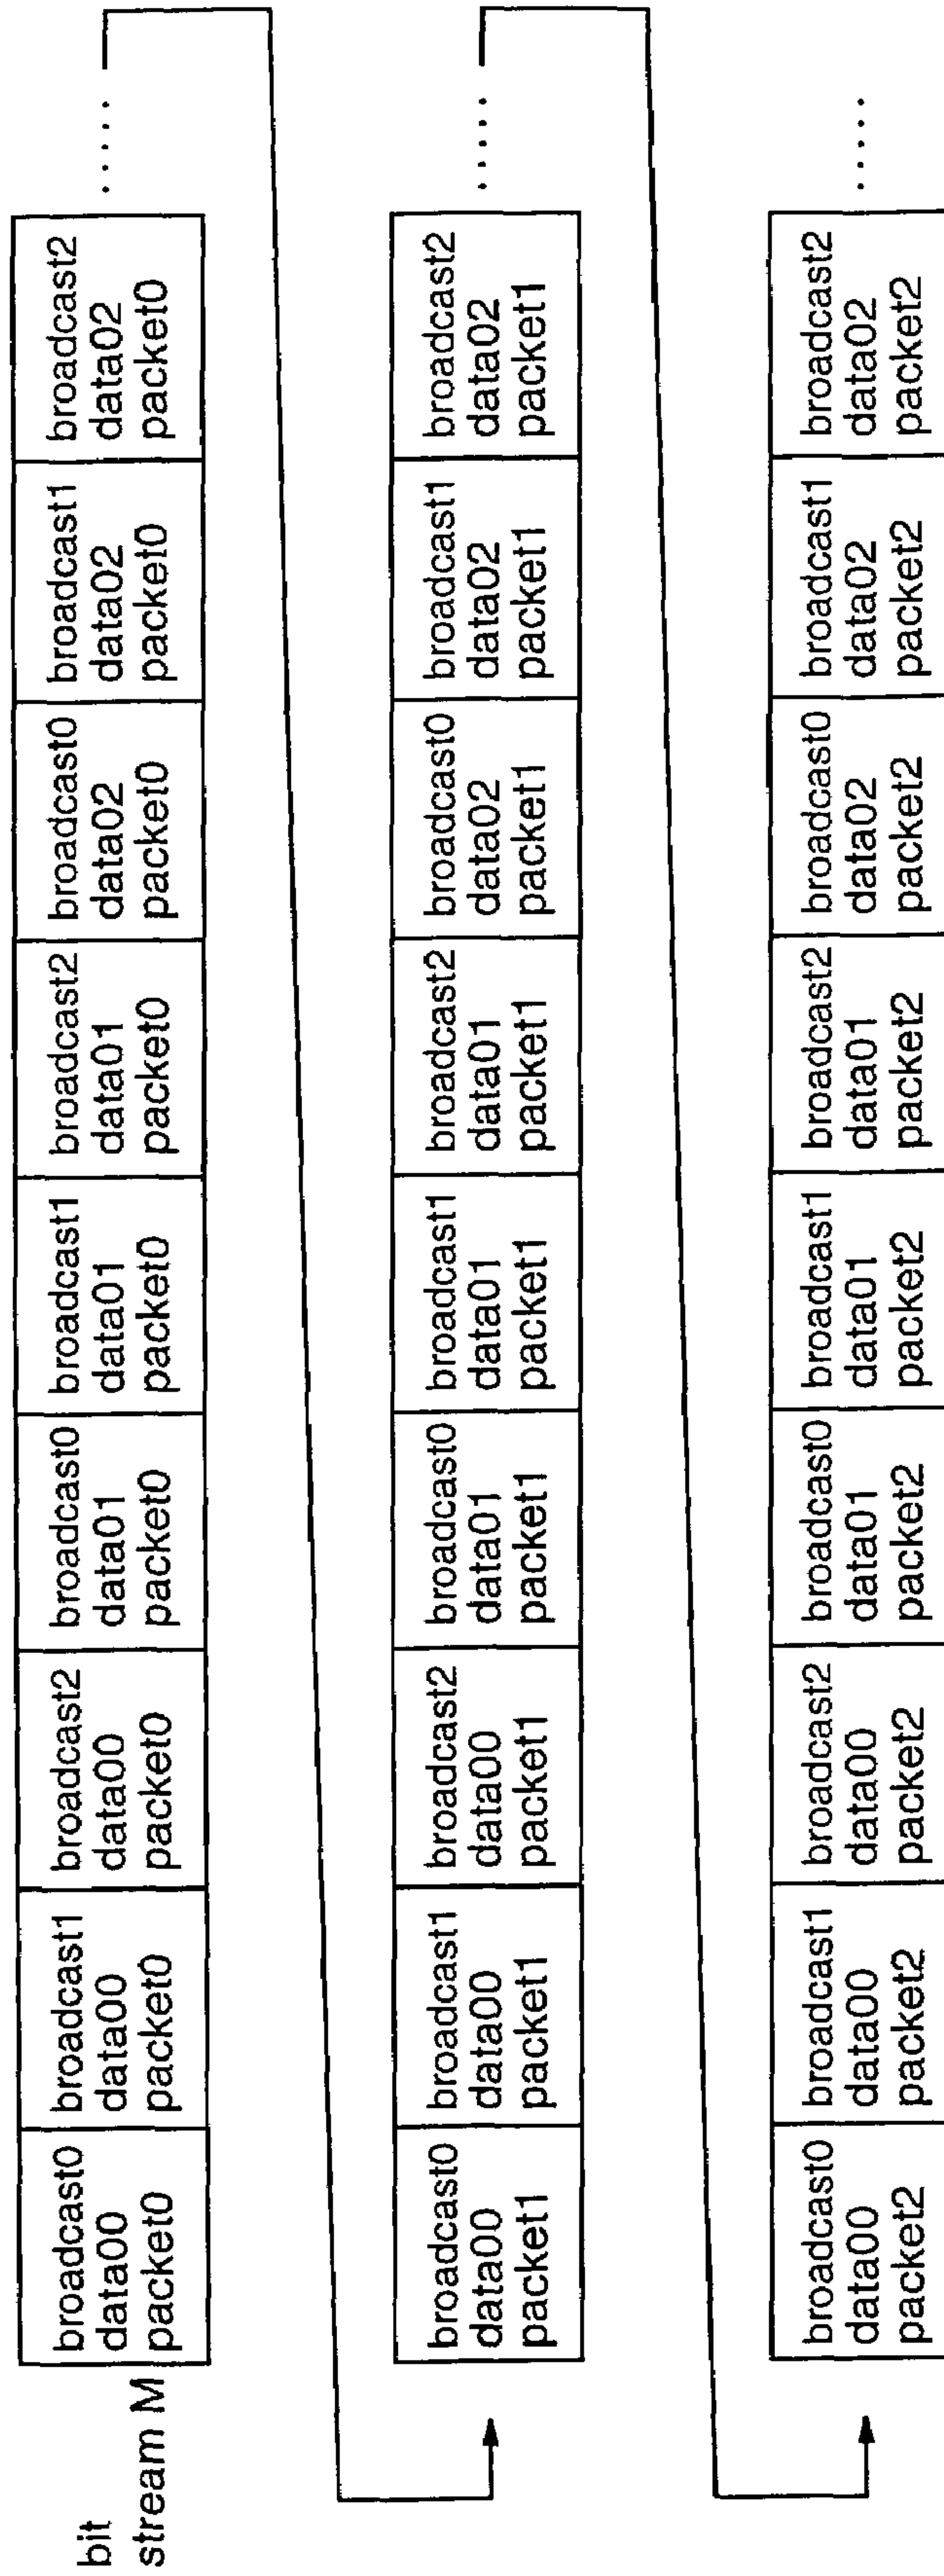 bit
stream M
broadcast0
data00
packet0
broadcast1
data00
packet0
broadcast2
data00
packet0
broadcast0
data01
packet0
broadcast1
data01
packet0
broadcast2
data01
packet0
broadcast0
data02
packet0
broadcast1
data02
packet0
broadcast2
data02
packet0
.....
broadcast0
data00
packet1
broadcast1
data00
packet1
broadcast2
data00
packet1
broadcast0
data01
packet1
broadcast1
data01
packet1
broadcast2
data01
packet1
broadcast0
data02
packet1
broadcast1
data02
packet1
broadcast2
data02
packet1
.....
broadcast0
data00
packet2
broadcast1
data00
packet2
broadcast2
data00
packet2
broadcast0
data01
packet2
broadcast1
data01
packet2
broadcast2
data01
packet2
broadcast0
data02
packet2
broadcast1
data02
packet2
broadcast2
data02
packet2
.....